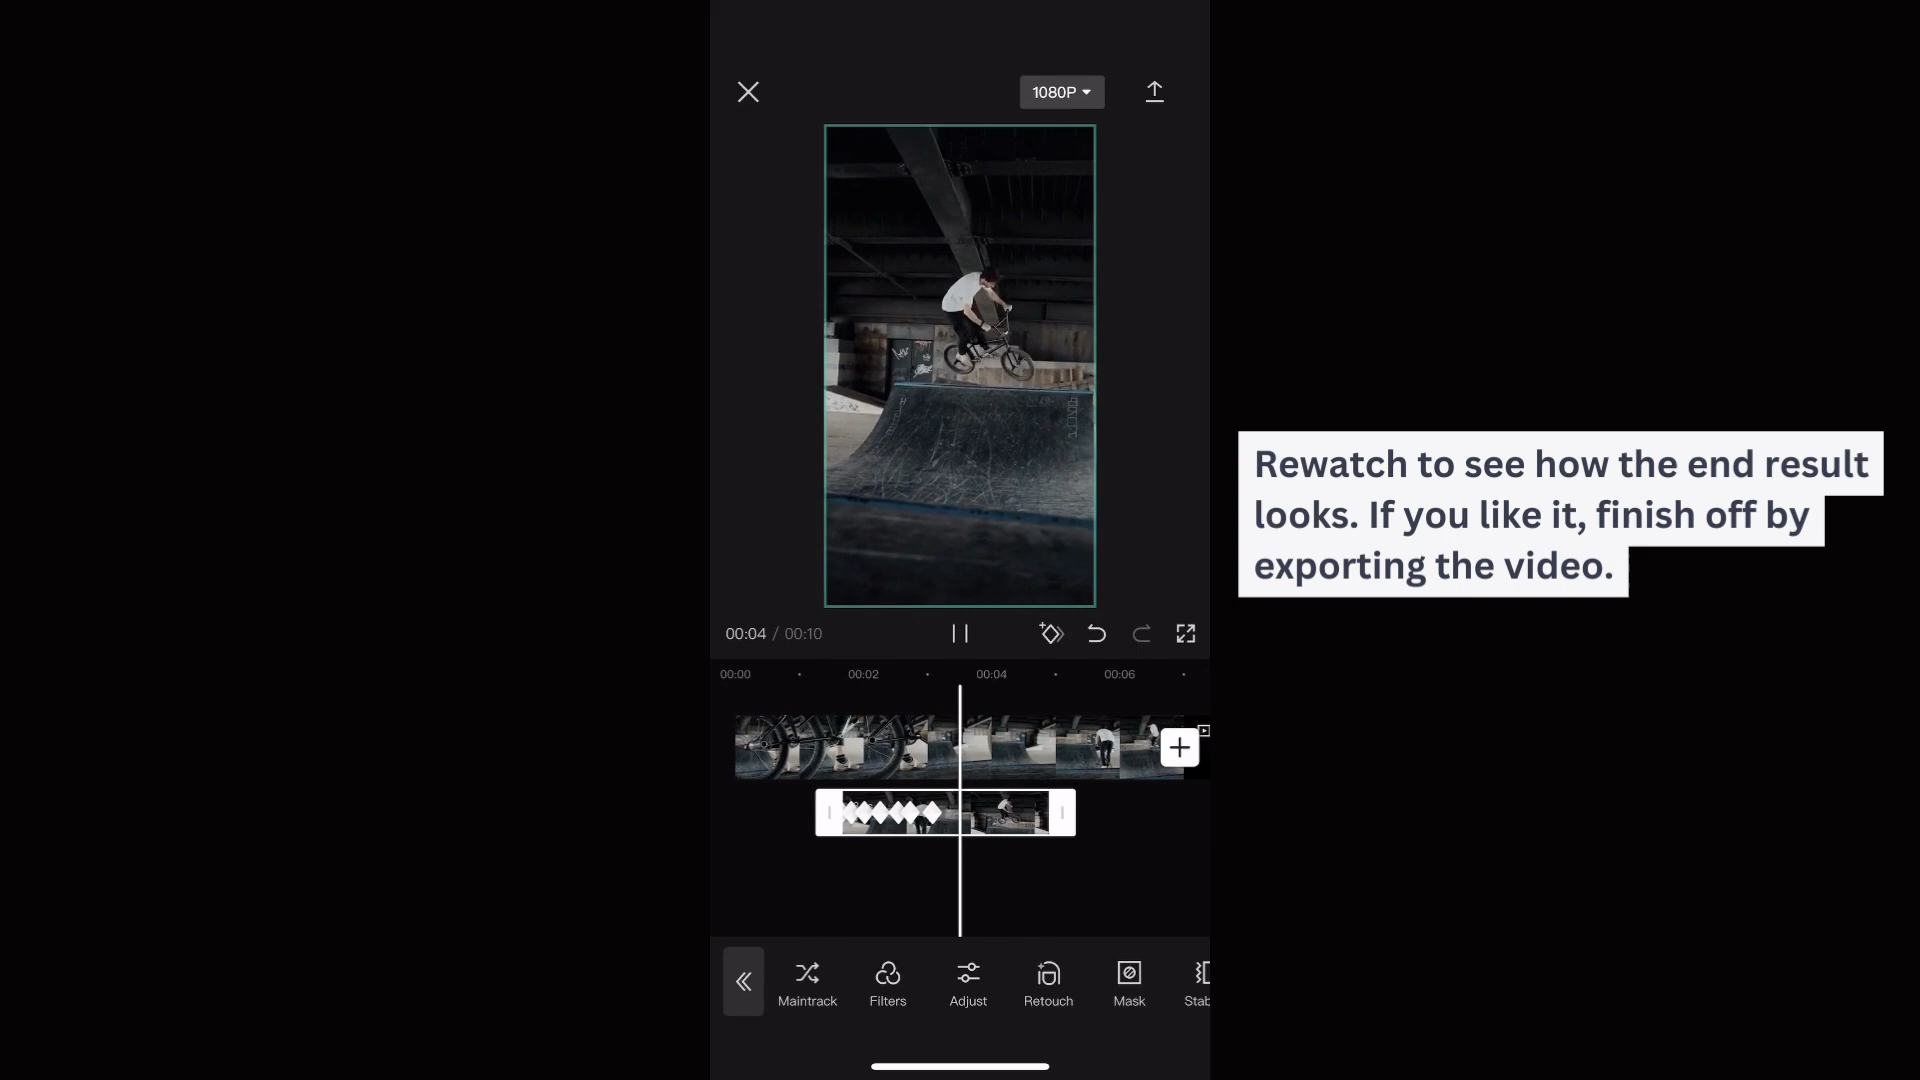 1080P
00:04 / 00:10
00:00 00:02 00:04 00:06
Maintrack Filters Adjust Retouch Mask Stab
Rewatch to see how the end result
looks. If you like it, finish off by
exporting the video.